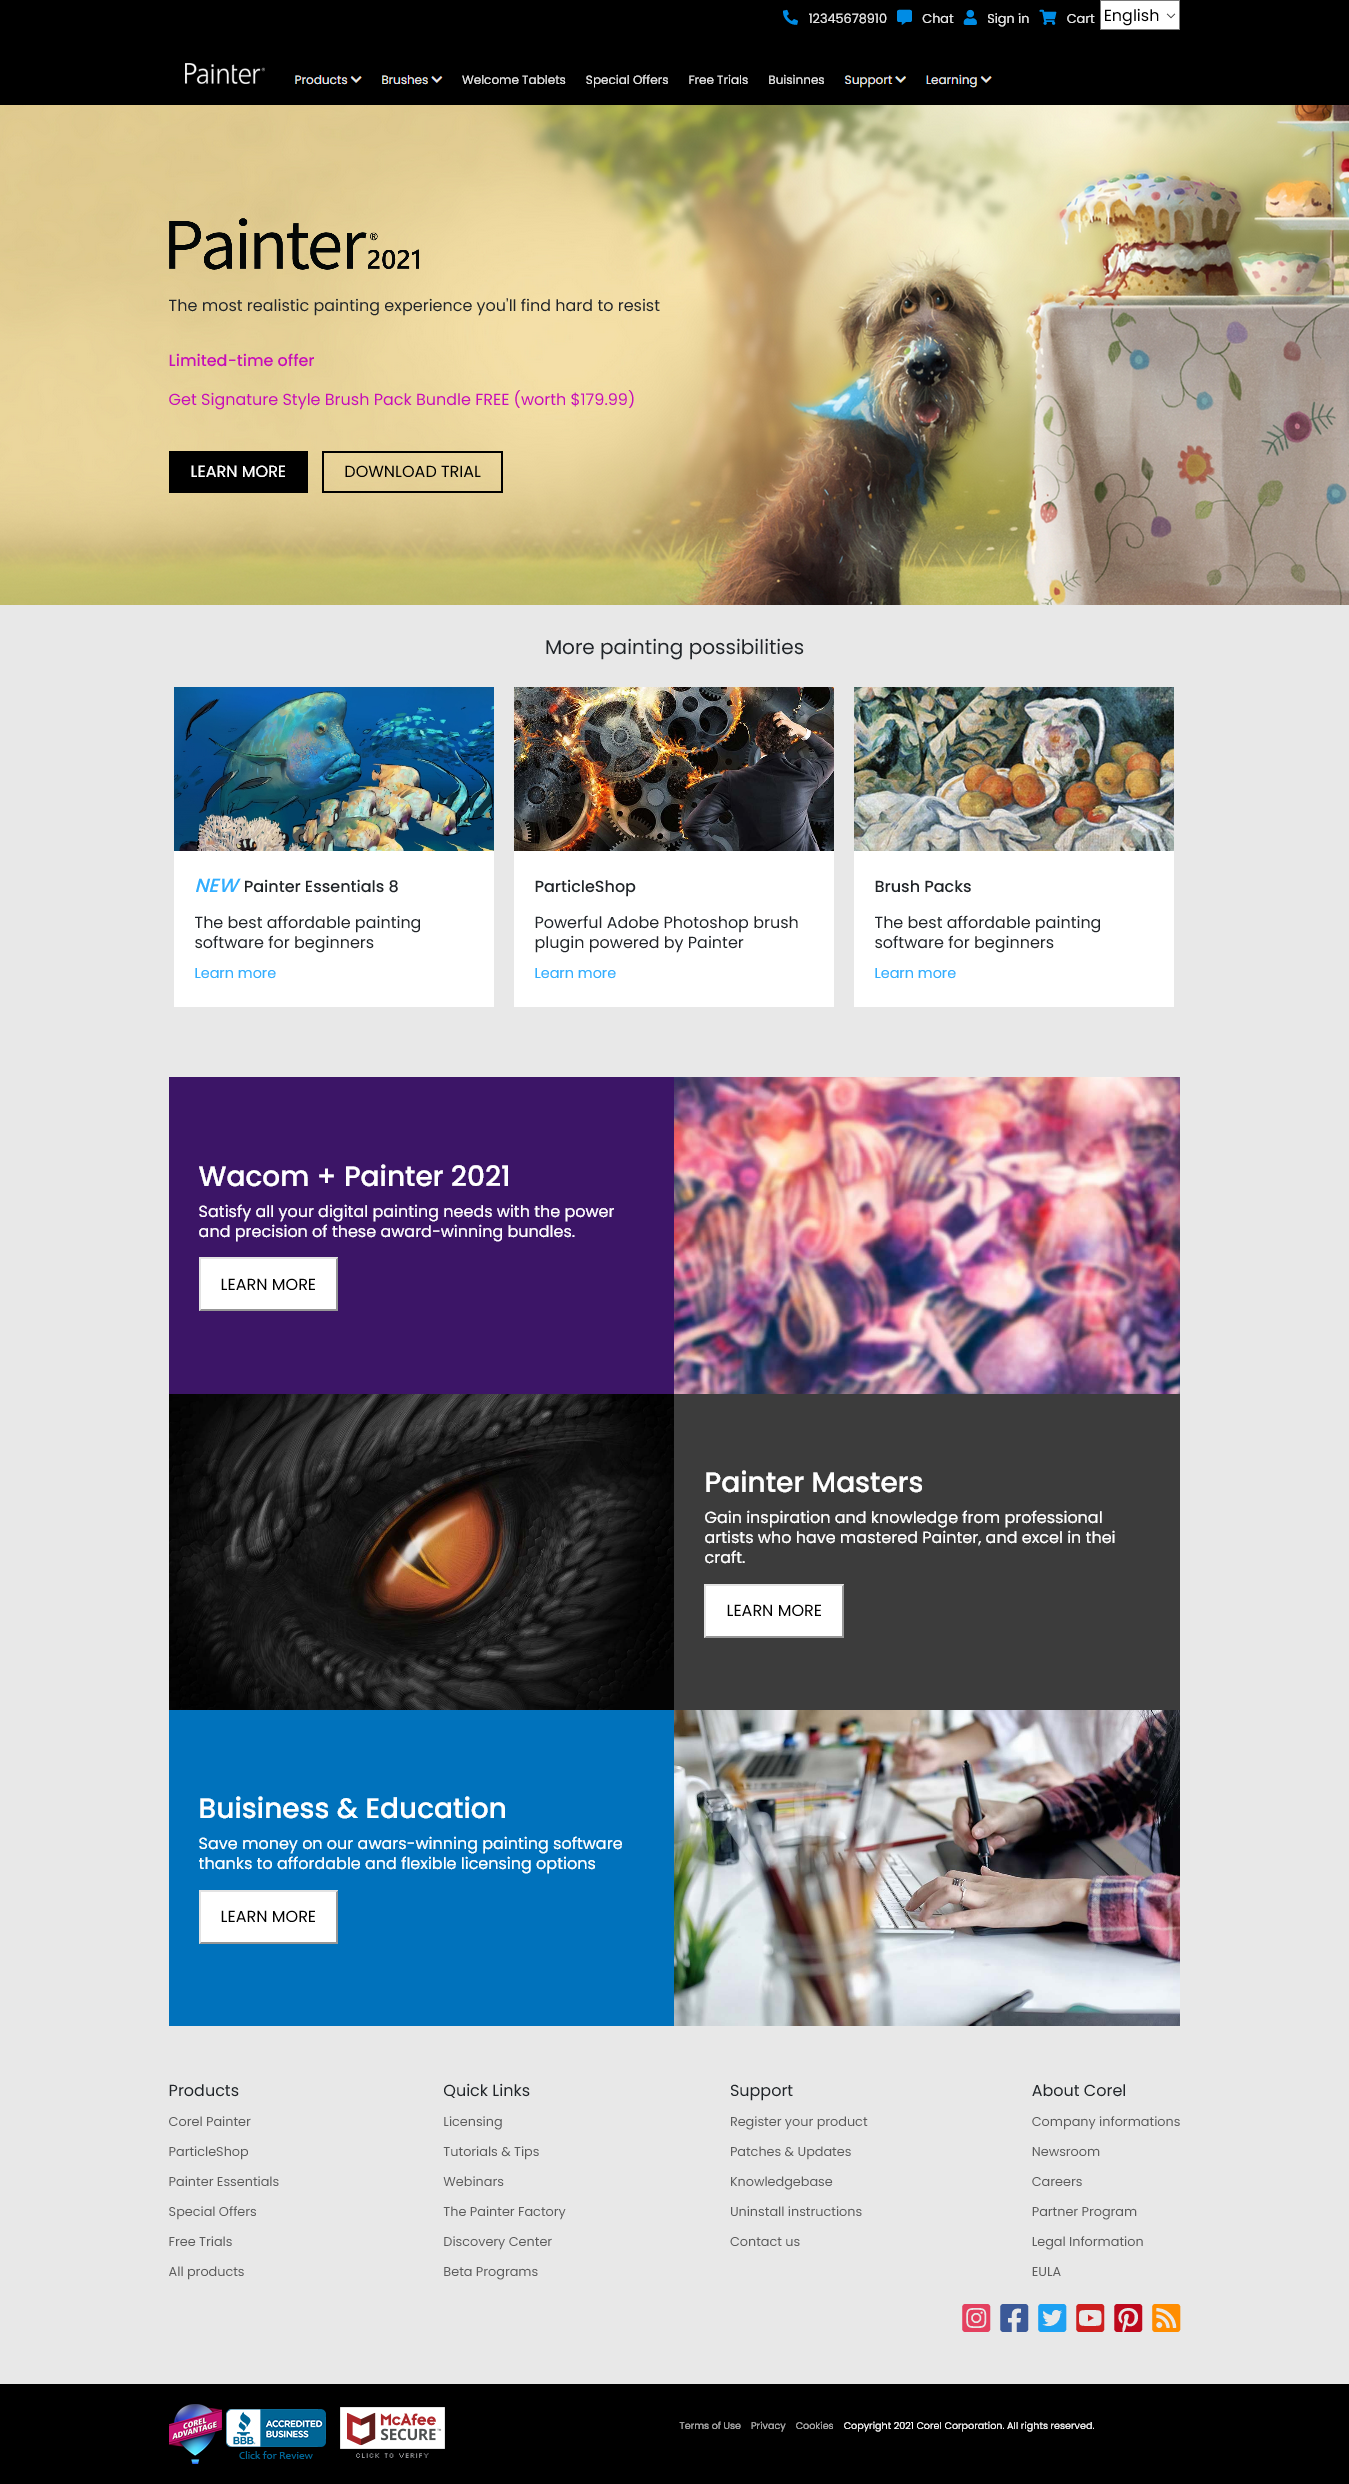 12345678910 Chat Sign in Cart English
Painter Products Brushes Welcome Tablets Special Offers Free Trials Buisinnes Support Learning
Painter® 2021
The most realistic painting experience you'll find hard to resist
Limited-time offer
Get Signature Style Brush Pack Bundle FREE (worth $179.99)
LEARN MORE DOWNLOAD TRIAL
More painting possibilities
NEW Painter Essentials 8
The best affordable painting
software for beginners
Learn more
ParticleShop
Powerful Adobe Photoshop brush
plugin powered by Painter
Learn more
Brush Packs
The best affordable painting
software for beginners
Learn more
Wacom + Painter 2021
Satisfy all your digital painting needs with the power
and precision of these award-winning bundles.
LEARN MORE
Painter Masters
Gain inspiration and knowledge from professional
artists who have mastered Painter, and excel in thei
craft.
LEARN MORE
Buisiness & Education
Save money on our awars-winning painting software
thanks to affordable and flexible licensing options
LEARN MORE
Products
Corel Painter
ParticleShop
Painter Essentials
Special Offers
Free Trials
All products
Quick Links
Licensing
Tutorials & Tips
Webinars
The Painter Factory
Discovery Center
Beta Programs
Support
Register your product
Patches & Updates
Knowledgebase
Uninstall instructions
Contact us
About Corel
Company informations
Newsroom
Careers
Partner Program
Legal Information
EULA
COREL
ADVANTAGE
BBB
ACCREDITED
BUSINESS
Click for Review
McAfee
SECURE
CLICK TO VERIFY
Terms of Use Privacy Cookies Copyright 2021 Corel Corporation. All rights reserved.